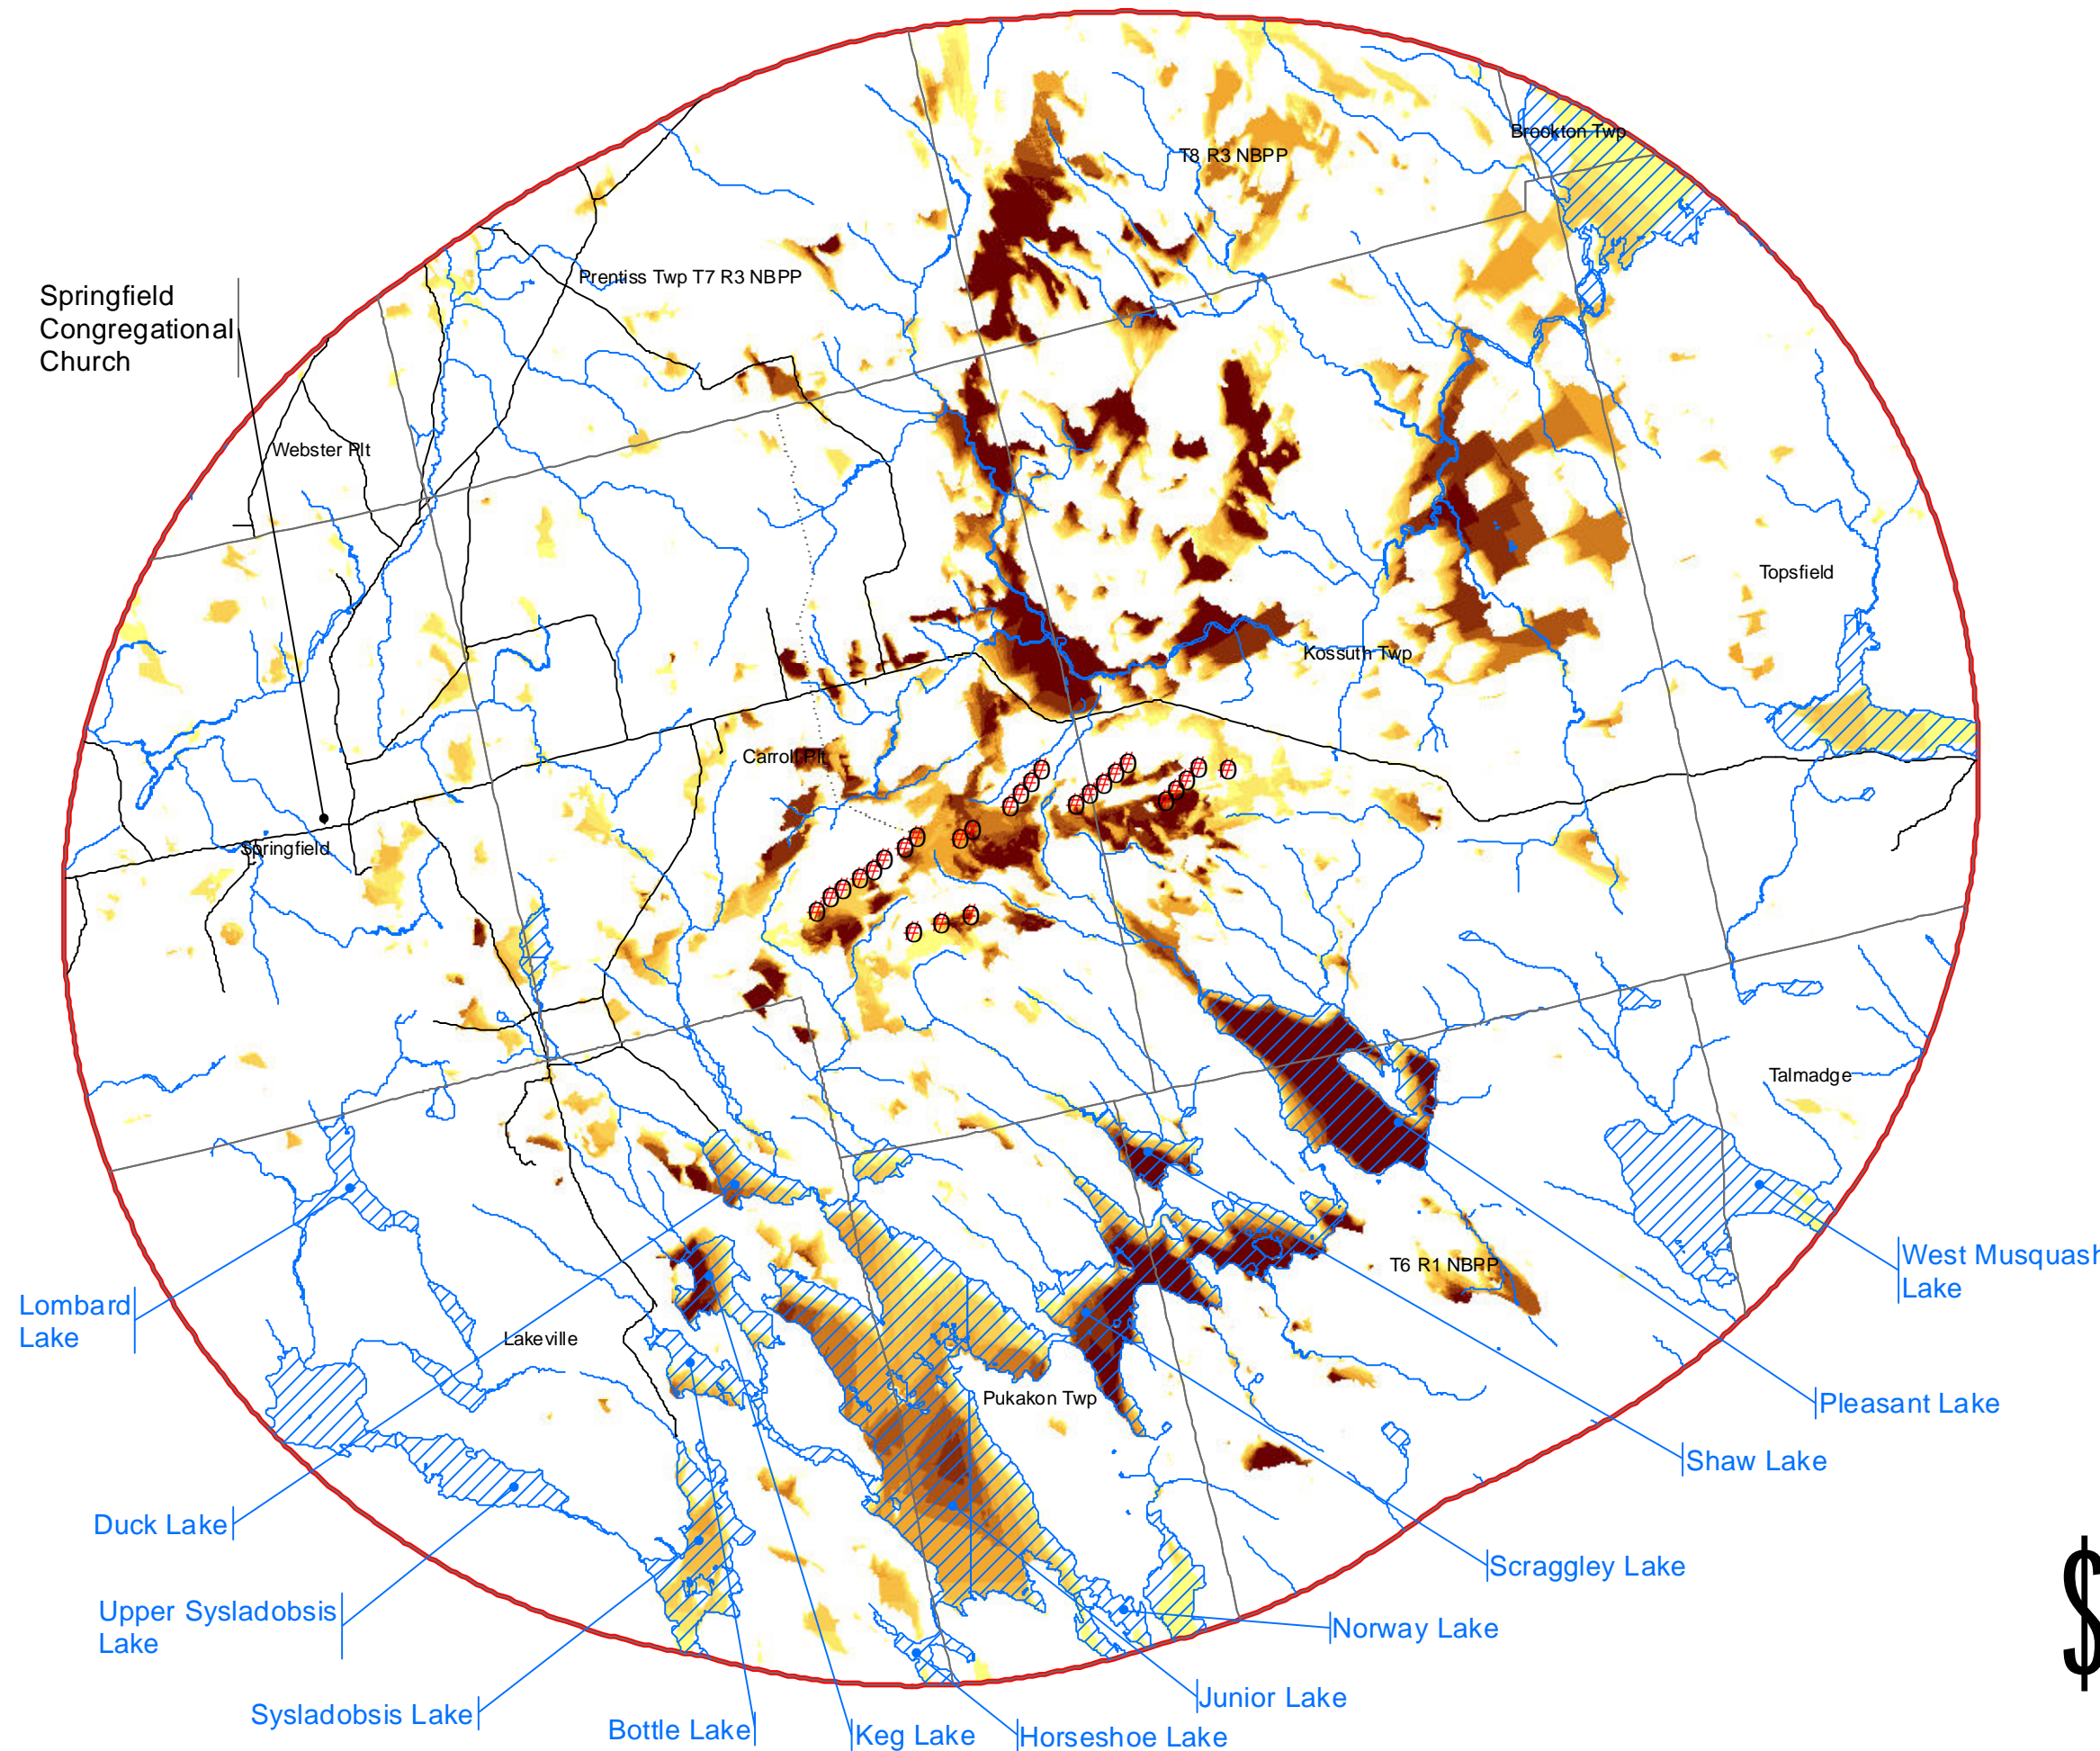 Brookton Twp
T8 R3 NBPP
Prentiss Twp T7 R3 NBPP
Springfield
Congregational
Church
Webster Plt
Topsfield
Kossuth Twp
Carroll Plt
Springfield
Talmadge
West Musquash
Lake
T6 R1 NBPP
Lombard
Lake
Lakeville
Pukakon Twp
Pleasant Lake
Shaw Lake
Duck Lake
Scraggley Lake
Upper Sysladobsis
Lake
Norway Lake
Junior Lake
Sysladobsis Lake
Bottle Lake
Keg Lake
Horseshoe Lake
$